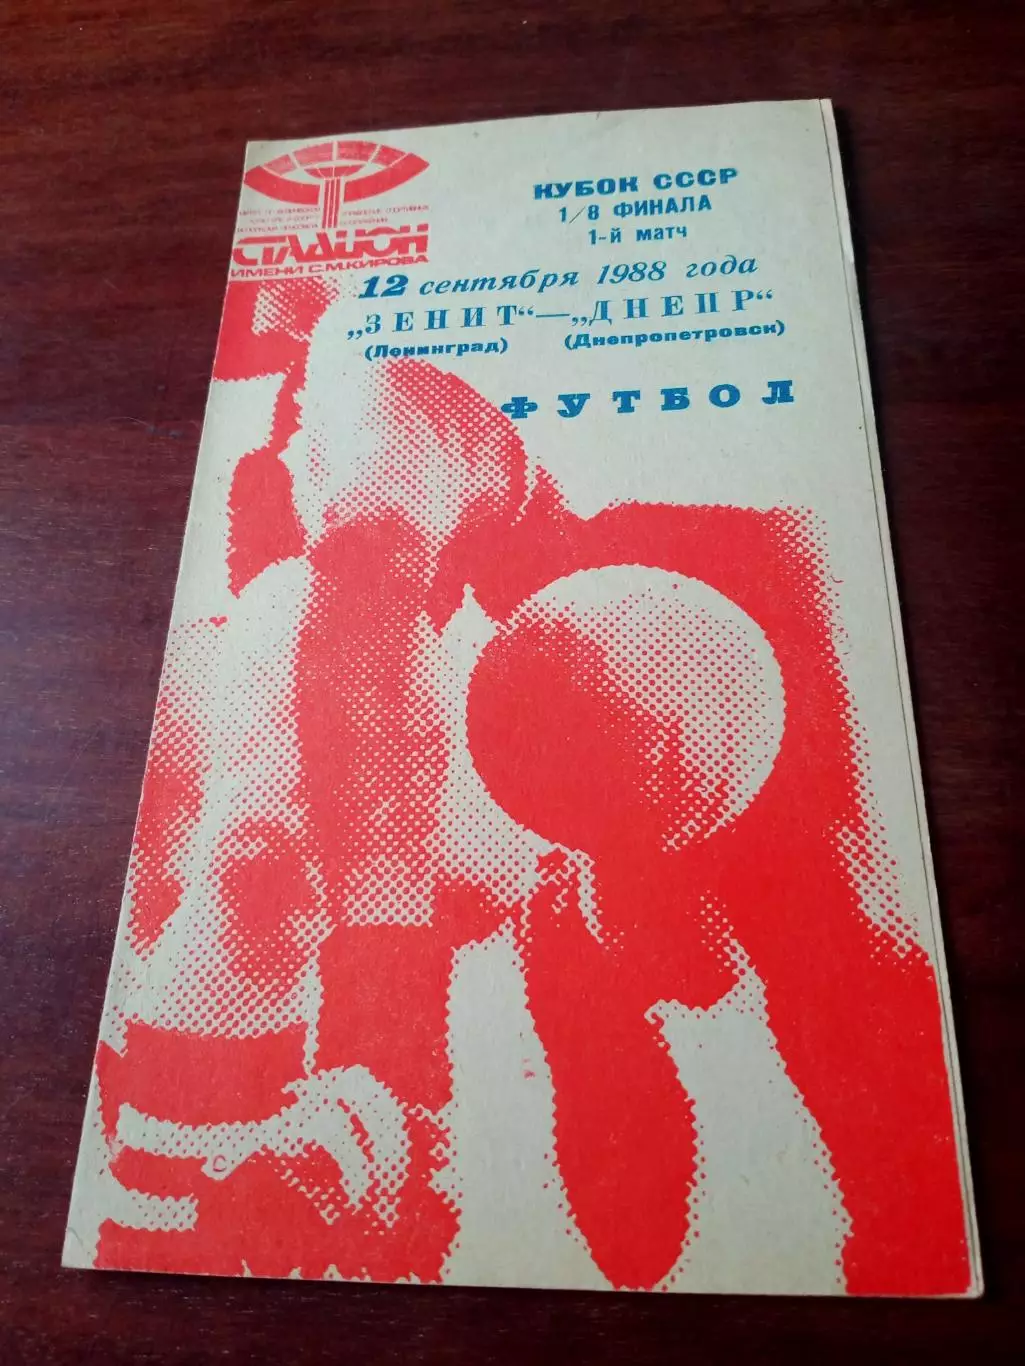 КУБОК СССР
1/8 ФИНАЛА
1-й матч
СТАДИОН
ИМЕНИ С.М.КИРОВА
12 сентября 1988 года
„ЗЕНИТ“—„ДНЕПР“
(Ленинград) (Днепропетровск)
ФУТБОЛ